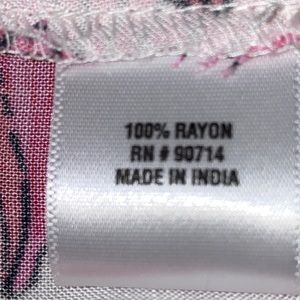 100% RAYON
RN # 90714
MADE IN INDIA